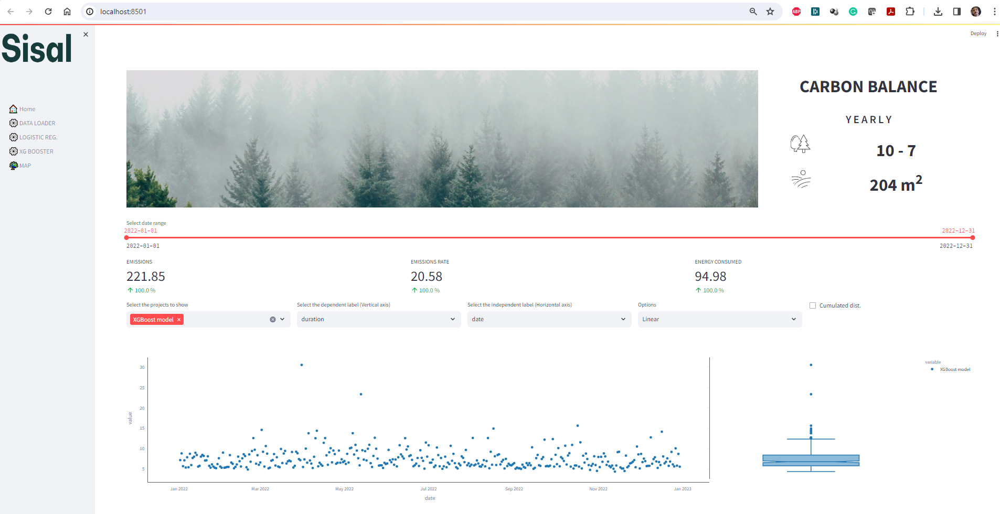 localhost:8501
ABP
Deploy
Sisal
Home
DATA LOADER
LOGISTIC REG.
XG BOOSTER
MAP
CARBON BALANCE
YEARLY
10 - 7
204 m²
Select date range
2022-01-01
2022-12-31
2022-01-01
2022-12-31
EMISSIONS
221.85
100.0 %
EMISSIONS RATE
20.58
100.0 %
ENERGY CONSUMED
94.98
100.0 %
Select the projects to show
XGBoost model
Select the dependent label (Vertical axis)
duration
Select the independent label (Horizontal axis)
date
Options
Linear
Cumulated dist.
value
30
25
20
15
10
5
Jan 2022
Mar 2022
May 2022
Jul 2022
Sep 2022
Nov 2022
Jan 2023
date
variable
XGBoost model